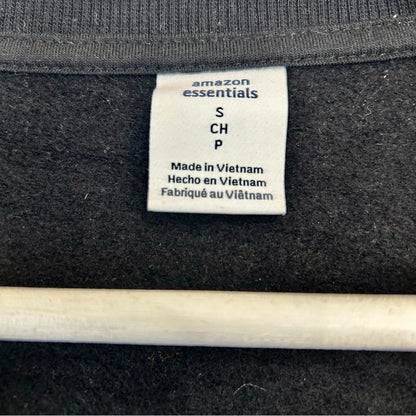 amazon
essentials
S
CH
P
Made in Vietnam
Hecho en Vietnam
Fabriqué au Viêtnam